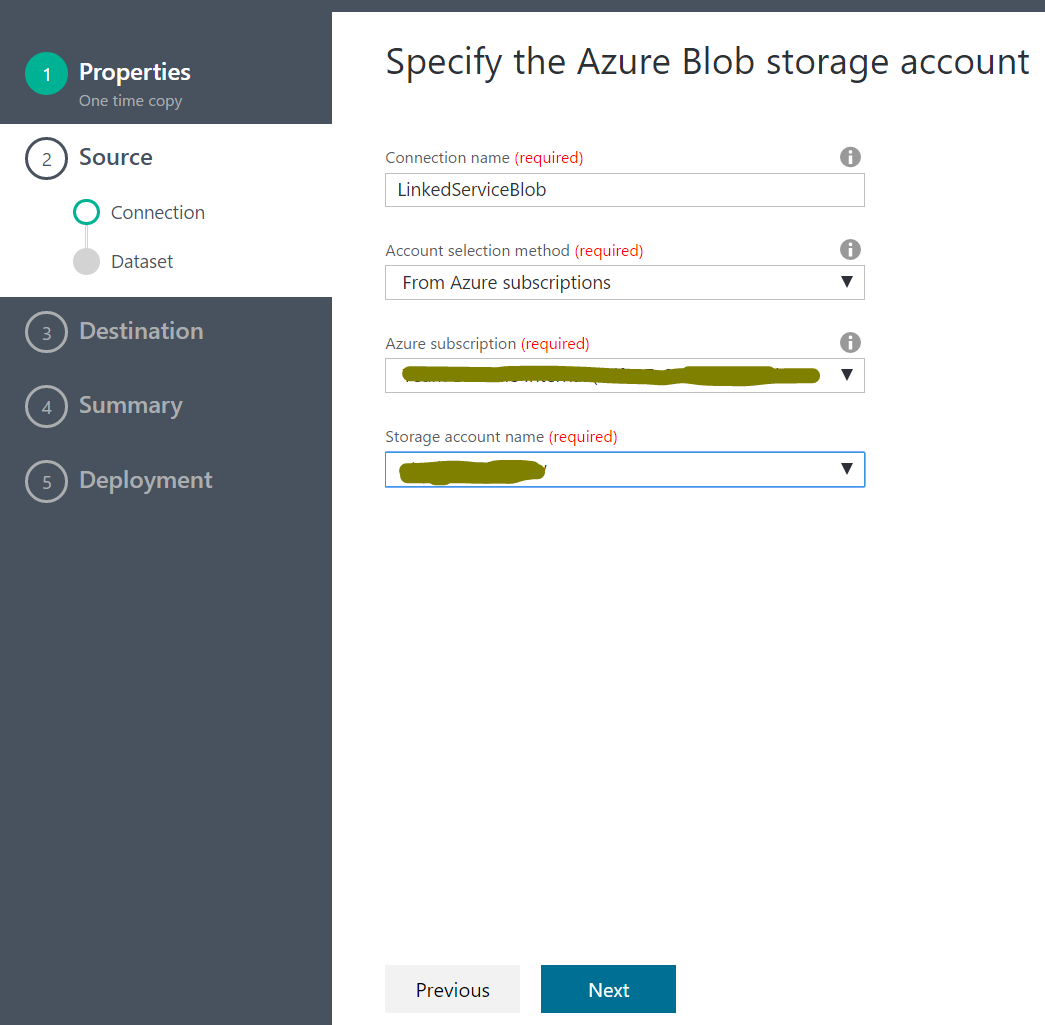 1 Properties
One time copy
2 Source
Connection
Dataset
3 Destination
4 Summary
5 Deployment
Specify the Azure Blob storage account
Connection name (required)
LinkedServiceBlob
Account selection method (required)
From Azure subscriptions
Azure subscription (required)
Storage account name (required)
Previous
Next